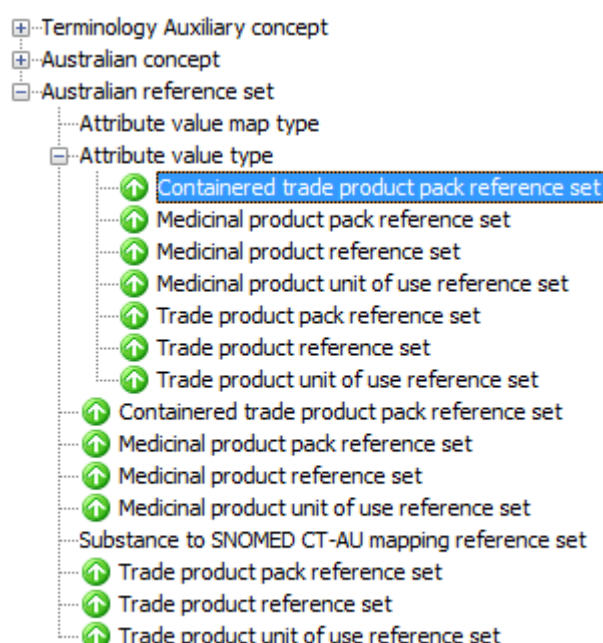 Terminology Auxiliary concept
Australian concept
Australian reference set
Attribute value map type
Attribute value type
Containered trade product pack reference set
Medicinal product pack reference set
Medicinal product reference set
Medicinal product unit of use reference set
Trade product pack reference set
Trade product reference set
Trade product unit of use reference set
Containered trade product pack reference set
Medicinal product pack reference set
Medicinal product reference set
Medicinal product unit of use reference set
Substance to SNOMED CT-AU mapping reference set
Trade product pack reference set
Trade product reference set
Trade product unit of use reference set